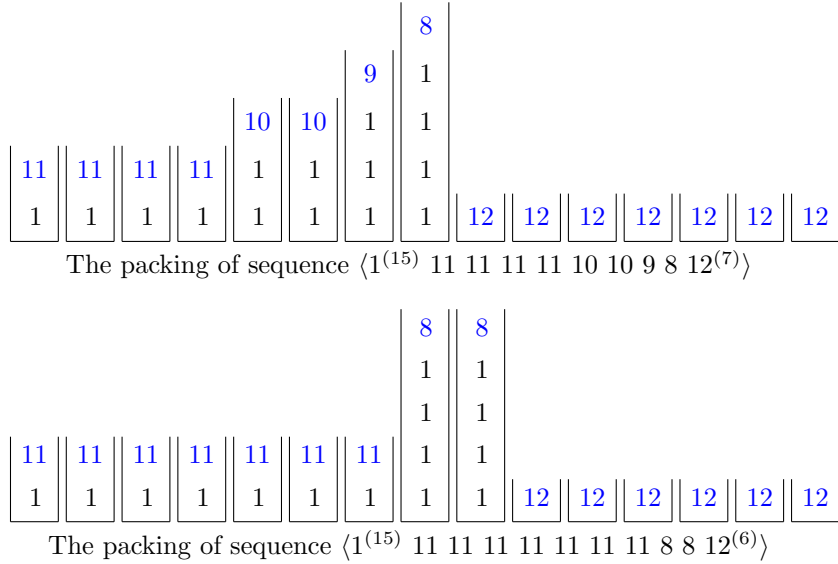 8
9 1
10 10 1 1
11 11 11 11 1 1 1 1
1 1 1 1 1 1 1 1 12 12 12 12 12 12 12
The packing of sequence ⟨1⁽¹⁵⁾ 11 11 11 11 10 10 9 8 12⁽⁷⁾⟩
8 8
1 1
1 1
11 11 11 11 11 11 11 1 1
1 1 1 1 1 1 1 1 1 12 12 12 12 12 12
The packing of sequence ⟨1⁽¹⁵⁾ 11 11 11 11 11 11 11 8 8 12⁽⁶⁾⟩